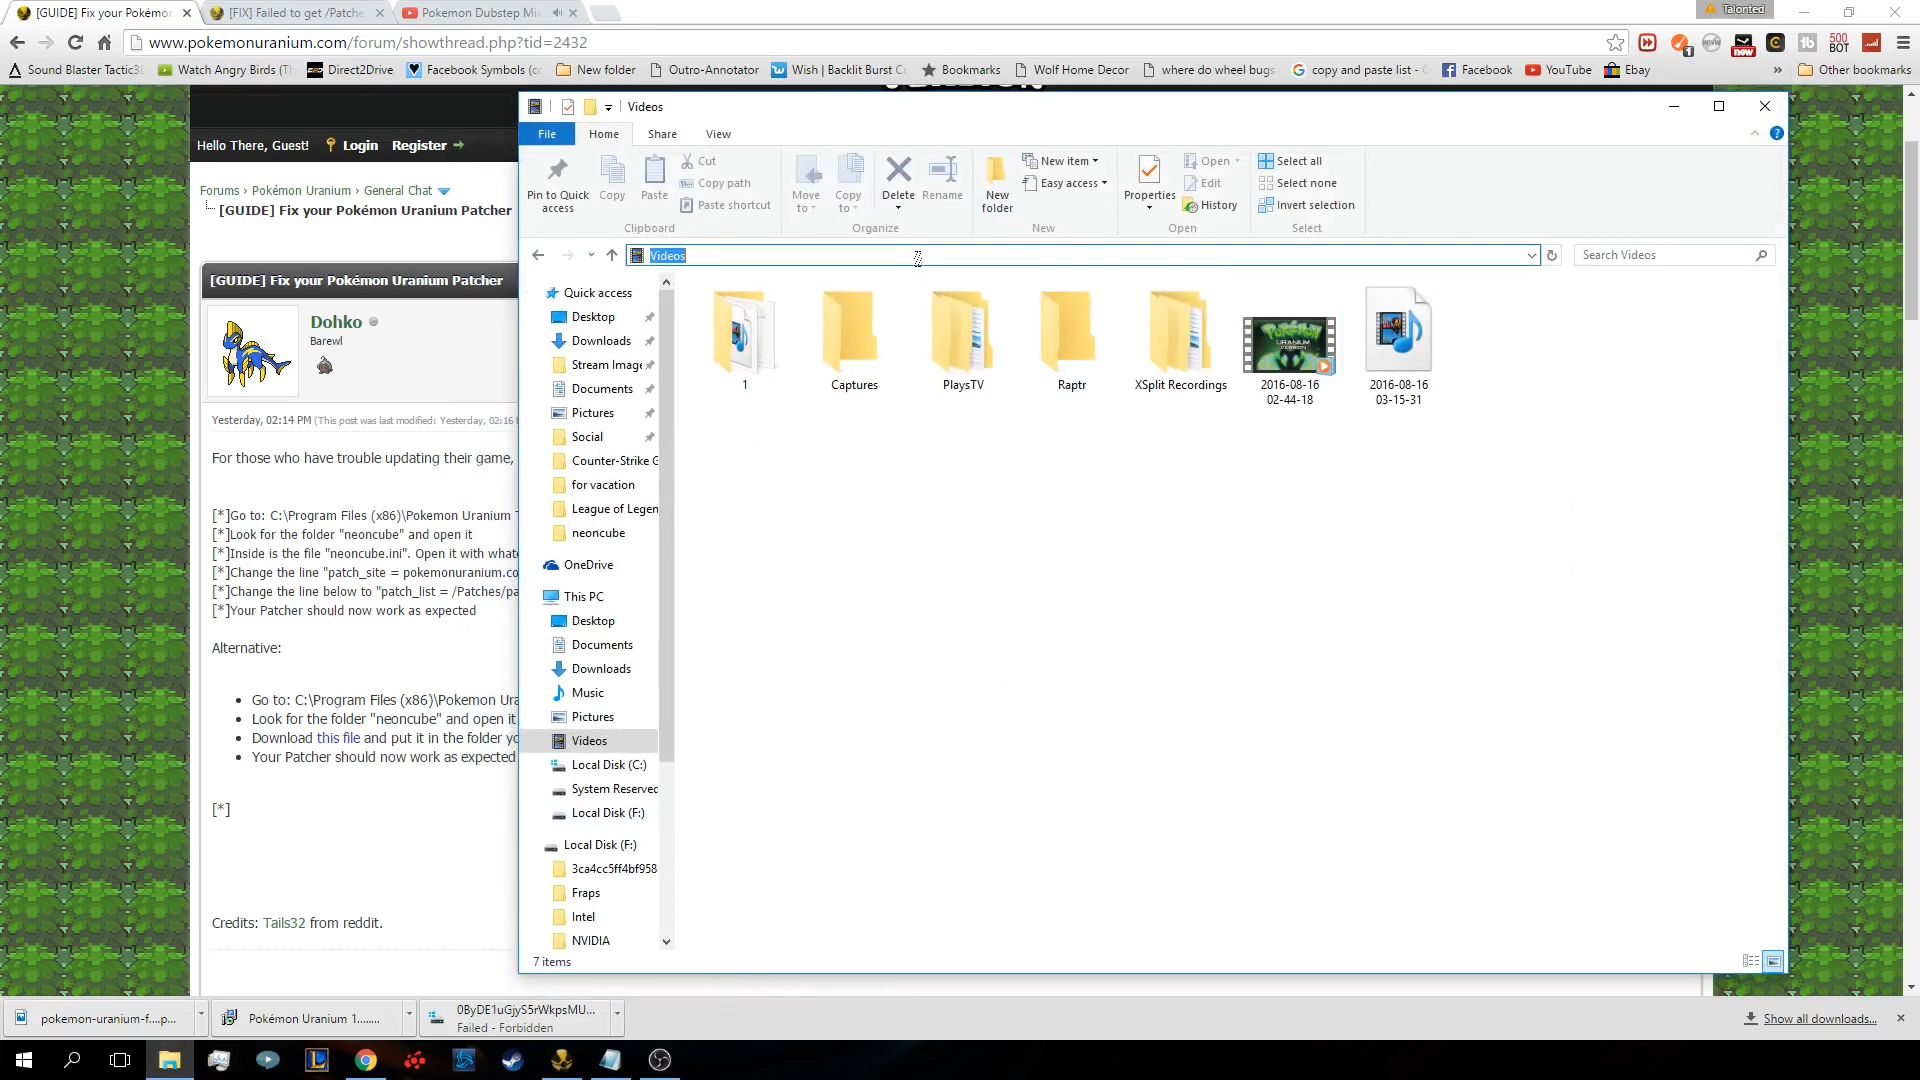 [GUIDE] Fix your Pokémon
[FIX] Failed to get /Patche
Pokemon Dubstep Mix
Talonted
www.pokemonuranium.com/forum/showthread.php?tid=2432
Sound Blaster Tactic3
Watch Angry Birds (Th
Direct2Drive
Facebook Symbols (co
New folder
Outro-Annotator
Wish | Backlit Burst Cr
Bookmarks
Wolf Home Decor
where do wheel bugs
copy and paste list -
Facebook
YouTube
Ebay
»
Other bookmarks
1
new
500
BOT
Hello There, Guest!
Login
Register
Forums › Pokémon Uranium › General Chat
[GUIDE] Fix your Pokémon Uranium Patcher
[GUIDE] Fix your Pokémon Uranium Patcher
Dohko
Barewl
Yesterday, 02:14 PM (This post was last modified: Yesterday, 02:16
For those who have trouble updating their game,
[*]Go to: C:\Program Files (x86)\Pokemon Uranium T
[*]Look for the folder "neoncube" and open it
[*]Inside is the file "neoncube.ini". Open it with whate
[*]Change the line "patch_site = pokemonuranium.co
[*]Change the line below to "patch_list = /Patches/pa
[*]Your Patcher should now work as expected
Alternative:
• Go to: C:\Program Files (x86)\Pokemon Ura
• Look for the folder "neoncube" and open it
• Download this file and put it in the folder yo
• Your Patcher should now work as expected
[*]
Credits: Tails32 from reddit.
Videos
File
Home
Share
View
Pin to Quick access
Copy
Paste
Cut
Copy path
Paste shortcut
Clipboard
Move to
Copy to
Delete
Rename
Organize
New folder
New item
Easy access
New
Properties
Open
Edit
History
Open
Select all
Select none
Invert selection
Select
Videos
Search Videos
Quick access
Desktop
Downloads
Stream Image
Documents
Pictures
Social
Counter-Strike G
for vacation
League of Legen
neoncube
OneDrive
This PC
Desktop
Documents
Downloads
Music
Pictures
Videos
Local Disk (C:)
System Reserved
Local Disk (F:)
Local Disk (F:)
3ca4cc5ff4bf958
Fraps
Intel
NVIDIA
1
Captures
PlaysTV
Raptr
XSplit Recordings
POKÉMON
URANIUM
VERSION
2016-08-16
02-44-18
2016-08-16
03-15-31
7 items
pokemon-uranium-f....p...
Pokémon Uranium 1........
0ByDE1uGjyS5rWkpsMU...
Failed - Forbidden
Show all downloads...